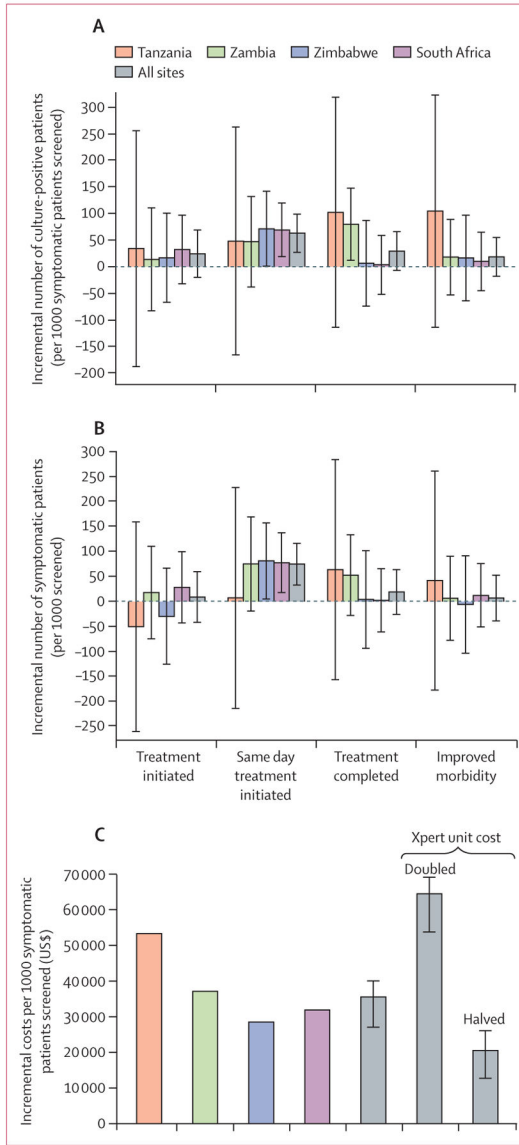 A
Tanzania Zambia Zimbabwe South Africa
All sites
Incremental number of culture-positive patients
(per 1000 symptomatic patients screened)
300
250
200
150
100
50
0
−50
−100
−150
−200
B
Incremental number of symptomatic patients
(per 1000 screened)
300
250
200
150
100
50
0
−50
−100
−150
−200
−250
Treatment
initiated
Same day
treatment
initiated
Treatment
completed
Improved
morbidity
C
Xpert unit cost
Doubled
Halved
Incremental costs per 1000 symptomatic
patients screened (US$)
70 000
60 000
50 000
40 000
30 000
20 000
10 000
0